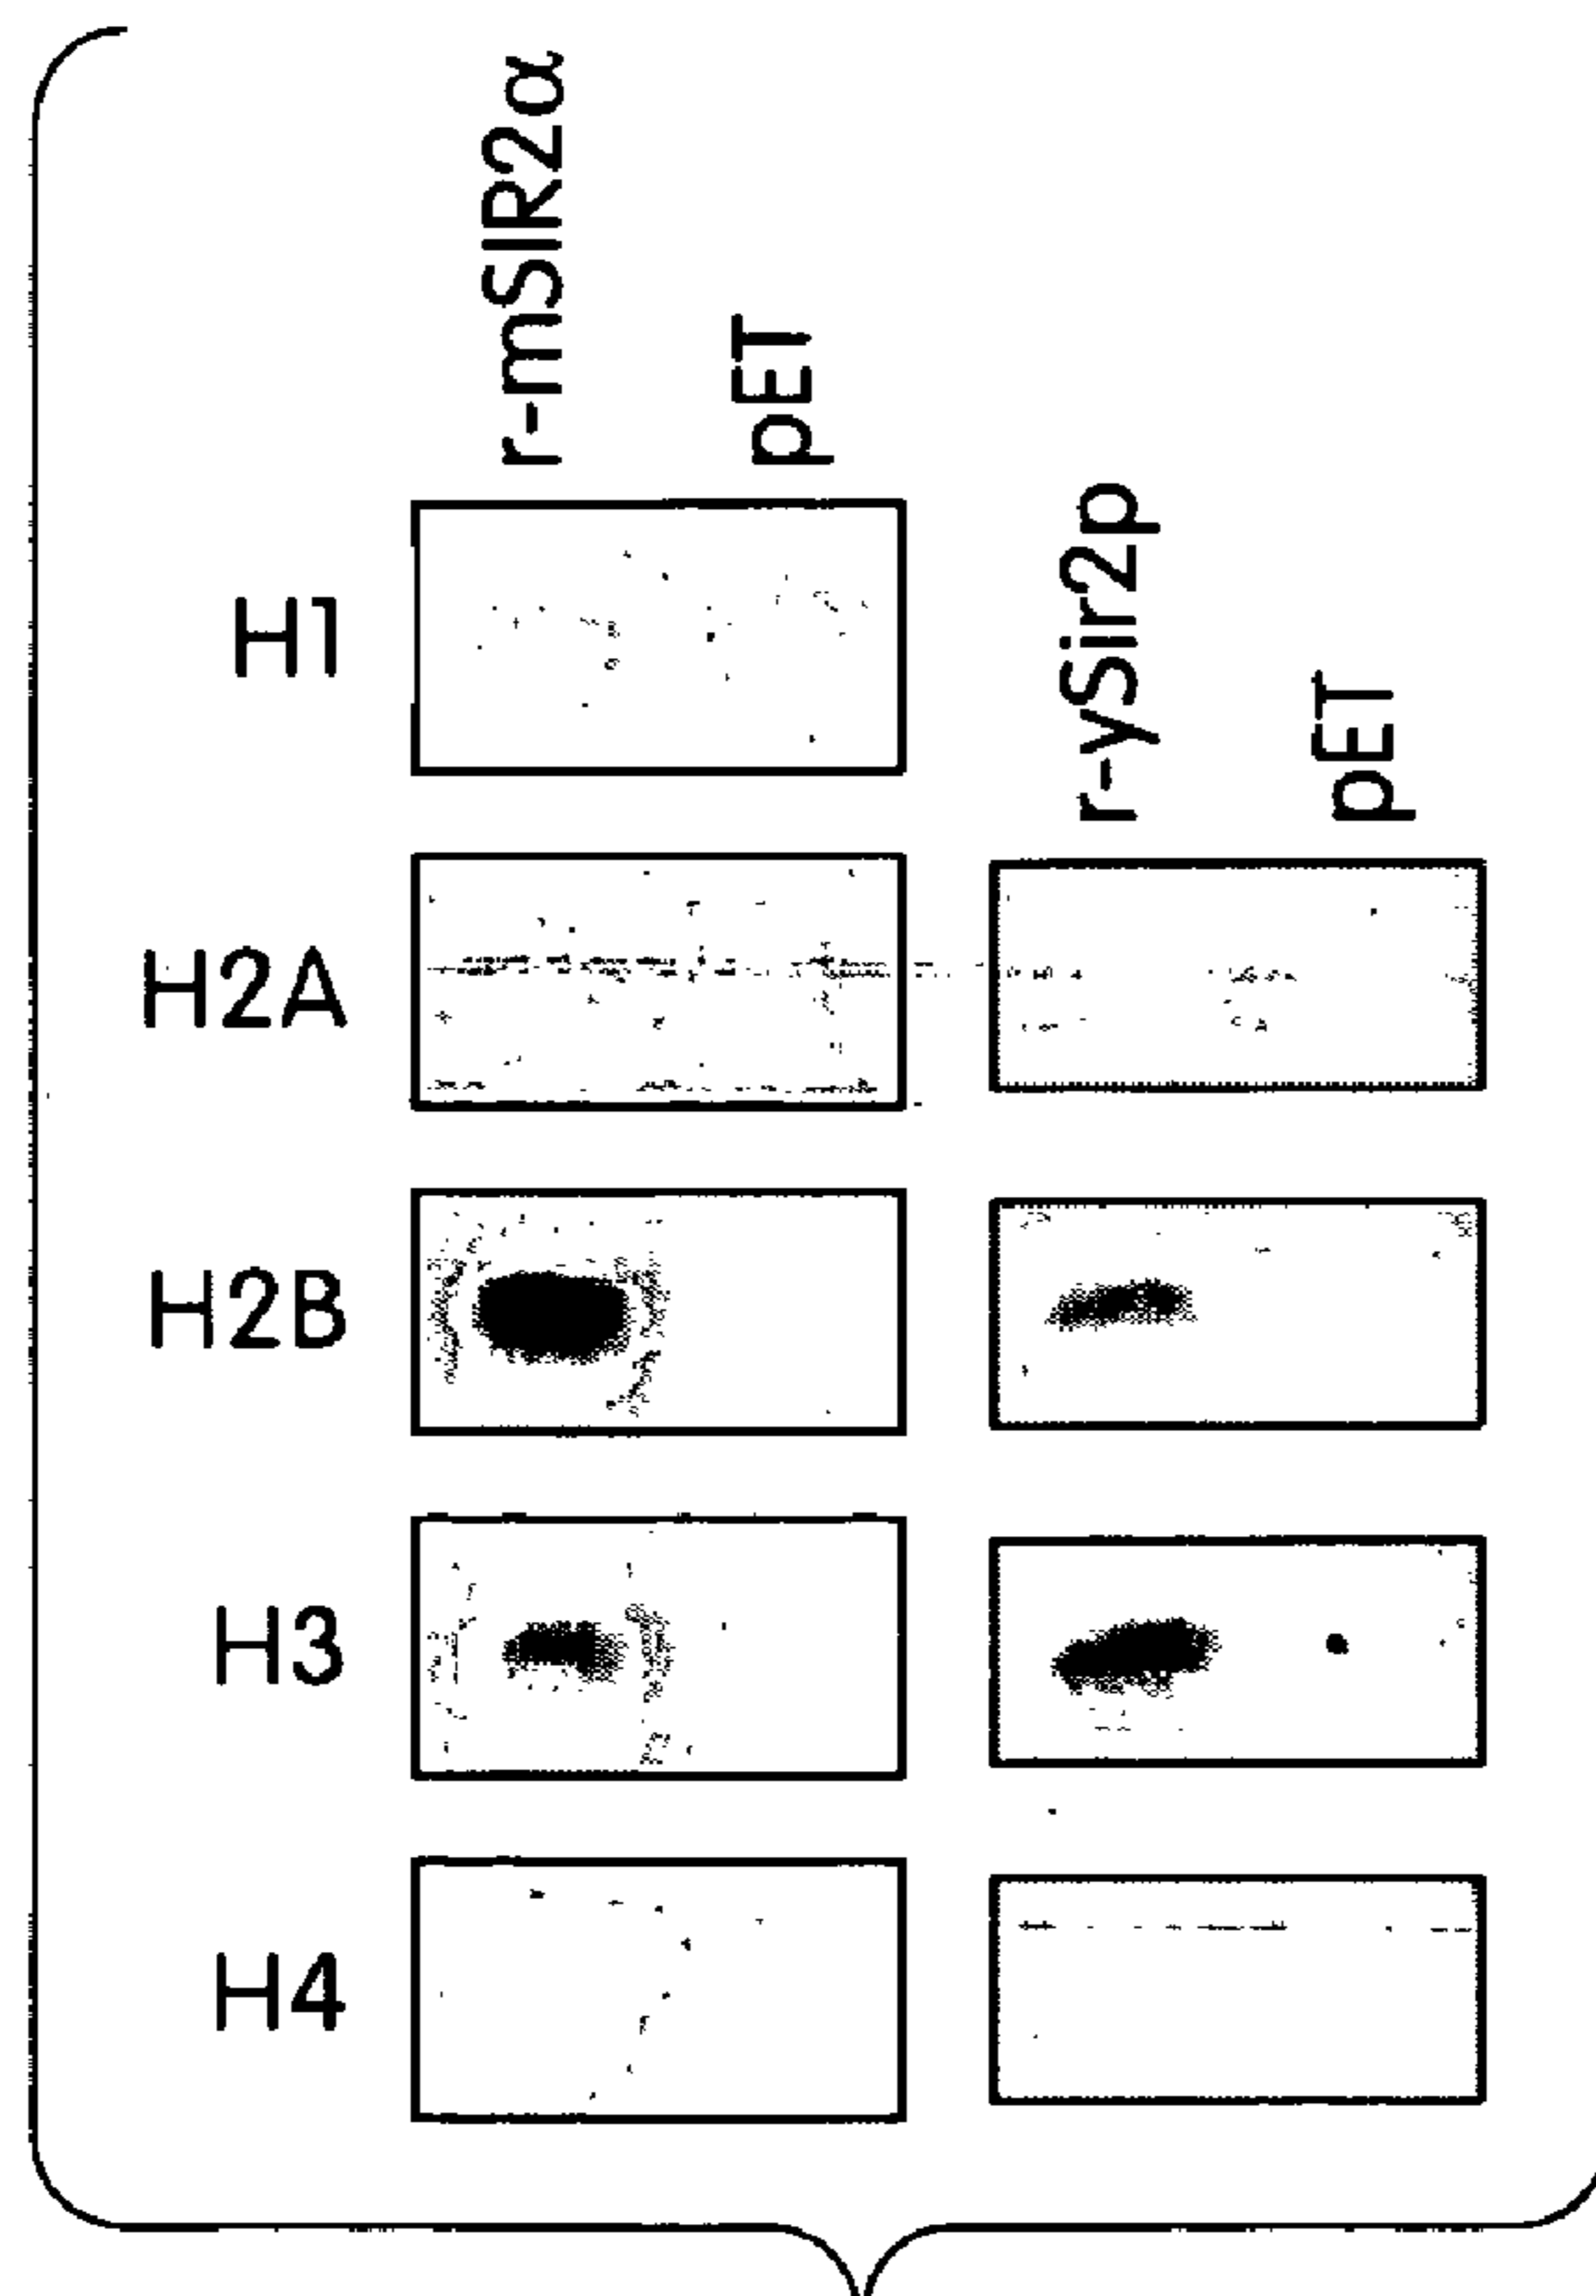 r-mSIR2α
pET
H1
r-ySir2p
pET
H2A
H2B
H3
H4